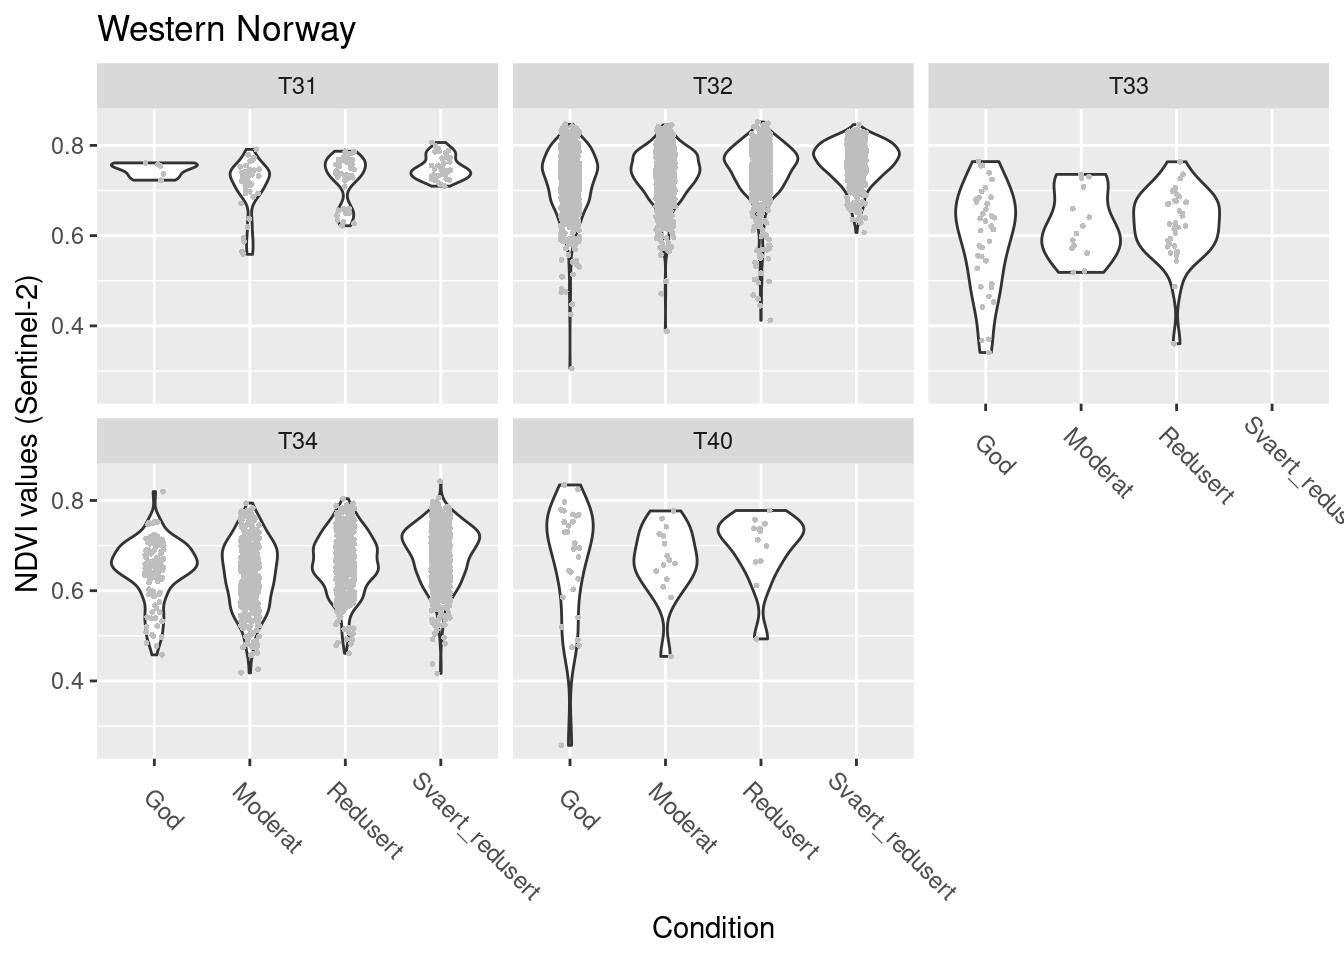 Western Norway
T31
T32
T33
0.8
0.6
0.4
God
Moderat
Redusert
Svaert_redus
T34
T40
0.8
0.6
0.4
God
Moderat
Redusert
Svaert_redusert
God
Moderat
Redusert
Svaert_redusert
NDVI values (Sentinel-2)
Condition